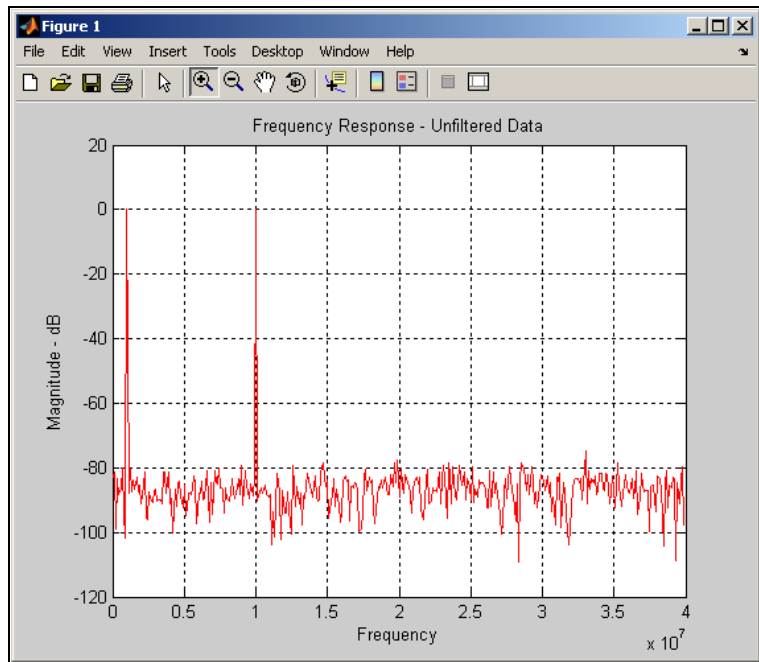 Figure 1
File Edit View Insert Tools Desktop Window Help
Frequency Response - Unfiltered Data
20
0
-20
-40
-60
-80
-100
-120
Magnitude - dB
0 0.5 1 1.5 2 2.5 3 3.5 4
Frequency
x 10^7